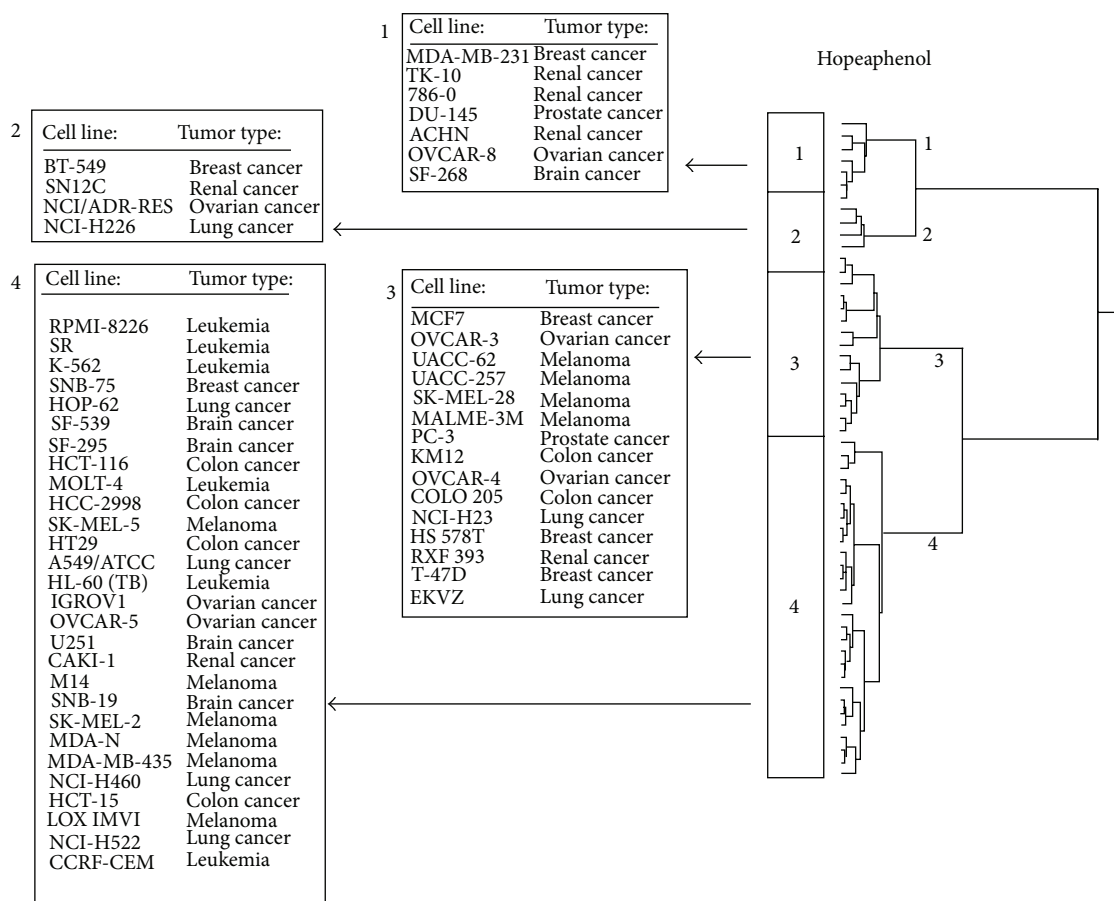 1
Cell line: Tumor type:
MDA-MB-231 Breast cancer
TK-10 Renal cancer
786-0 Renal cancer
DU-145 Prostate cancer
ACHN Renal cancer
OVCAR-8 Ovarian cancer
SF-268 Brain cancer
2
Cell line: Tumor type:
BT-549 Breast cancer
SN12C Renal cancer
NCI/ADR-RES Ovarian cancer
NCI-H226 Lung cancer
4
Cell line: Tumor type:
RPMI-8226 Leukemia
SR Leukemia
K-562 Leukemia
SNB-75 Breast cancer
HOP-62 Lung cancer
SF-539 Brain cancer
SF-295 Brain cancer
HCT-116 Colon cancer
MOLT-4 Leukemia
HCC-2998 Colon cancer
SK-MEL-5 Melanoma
HT29 Colon cancer
A549/ATCC Lung cancer
HL-60 (TB) Leukemia
IGROV1 Ovarian cancer
OVCAR-5 Ovarian cancer
U251 Brain cancer
CAKI-1 Renal cancer
M14 Melanoma
SNB-19 Brain cancer
SK-MEL-2 Melanoma
MDA-N Melanoma
MDA-MB-435 Melanoma
NCI-H460 Lung cancer
HCT-15 Colon cancer
LOX IMVI Melanoma
NCI-H522 Lung cancer
CCRF-CEM Leukemia
3
Cell line: Tumor type:
MCF7 Breast cancer
OVCAR-3 Ovarian cancer
UACC-62 Melanoma
UACC-257 Melanoma
SK-MEL-28 Melanoma
MALME-3M Melanoma
PC-3 Prostate cancer
KM12 Colon cancer
OVCAR-4 Ovarian cancer
COLO 205 Colon cancer
NCI-H23 Lung cancer
HS 578T Breast cancer
RXF 393 Renal cancer
T-47D Breast cancer
EKVZ Lung cancer
Hopeaphenol
1
2
3
4
1
2
3
4